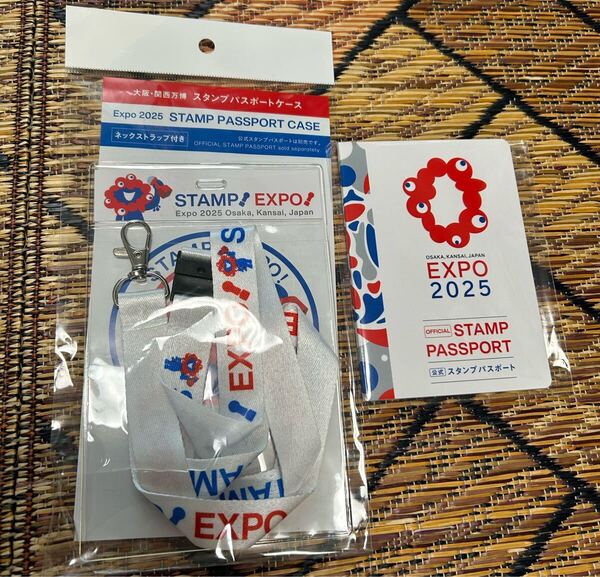 大阪・関西万博 スタンプパスポートケース
Expo 2025 STAMP PASSPORT CASE
ネックストラップ付き
公式スタンプパスポートは別売です。
OFFICIAL STAMP PASSPORT sold separately
STAMP! EXPO!
Expo 2025 Osaka, Kansai, Japan
STAMP
EXPO!
EXPO!
STAM
AM
EXPO!
OSAKA, KANSAI, JAPAN
EXPO
2025
OFFICIAL STAMP
PASSPORT
公式 スタンプパスポート